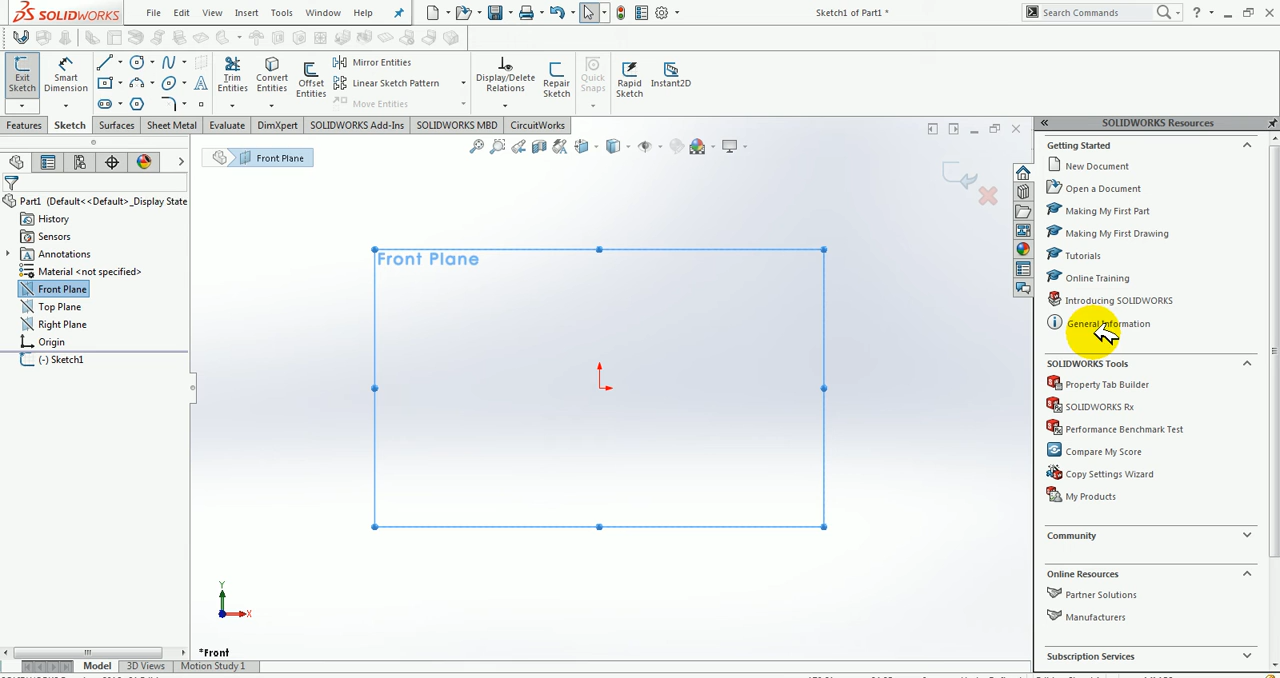 SOLIDWORKS File Edit View Insert Tools Window Help Sketch1 of Part1 * Search Commands
Exit Sketch Smart Dimension Trim Entities Convert Entities Offset Entities Mirror Entities Linear Sketch Pattern Move Entities Display/Delete Relations Repair Sketch Quick Snaps Rapid Sketch Instant2D
Features Sketch Surfaces Sheet Metal Evaluate DimXpert SOLIDWORKS Add-Ins SOLIDWORKS MBD CircuitWorks
Part1 (Default<<Default>_Display State
History
Sensors
Annotations
Material <not specified>
Front Plane
Top Plane
Right Plane
Origin
(-) Sketch1
Front Plane
Front Plane
Y
X
*Front
SOLIDWORKS Resources
Getting Started
New Document
Open a Document
Making My First Part
Making My First Drawing
Tutorials
Online Training
Introducing SOLIDWORKS
General Information
SOLIDWORKS Tools
Property Tab Builder
SOLIDWORKS Rx
Performance Benchmark Test
Compare My Score
Copy Settings Wizard
My Products
Community
Online Resources
Partner Solutions
Manufacturers
Subscription Services
Model 3D Views Motion Study 1